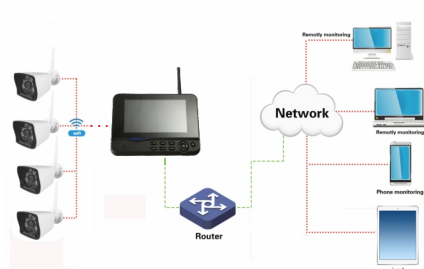 Remotly monitoring
Network
wifi
Remotly monitoring
Phone monitoring
Router